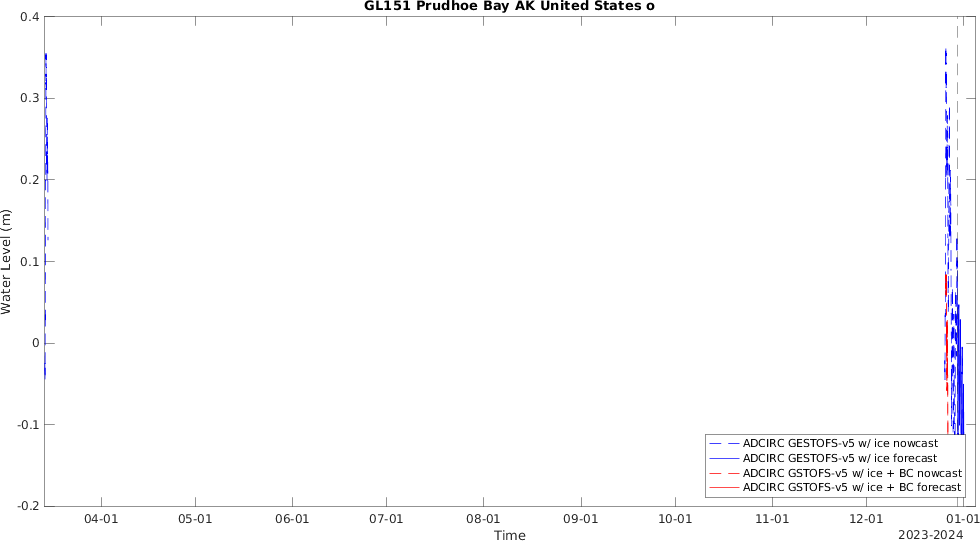 GL151 Prudhoe Bay AK United States o
0.4
0.3
0.2
0.1
0
-0.1
-0.2
Water Level (m)
04-01
05-01
06-01
07-01
08-01
09-01
10-01
11-01
12-01
01-01
Time
2023-2024
ADCIRC GESTOFS-v5 w/ ice nowcast
ADCIRC GESTOFS-v5 w/ ice forecast
ADCIRC GSTOFS-v5 w/ ice + BC nowcast
ADCIRC GSTOFS-v5 w/ ice + BC forecast